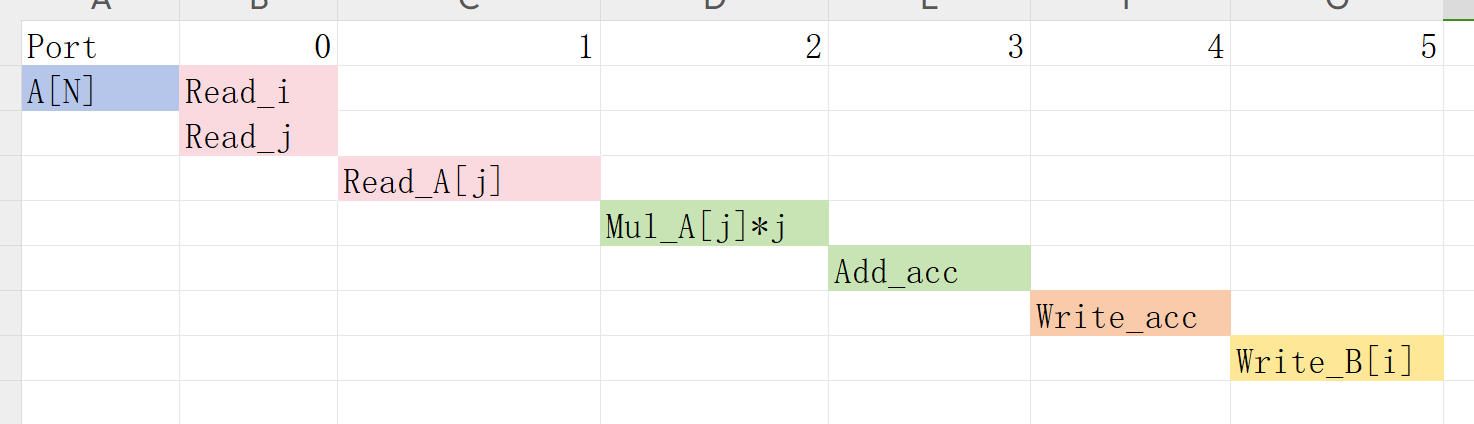 A B C D E F G
Port 0 1 2 3 4 5
A[N] Read_i
Read_j
Read_A[j]
Mul_A[j]*j
Add_acc
Write_acc
Write_B[i]